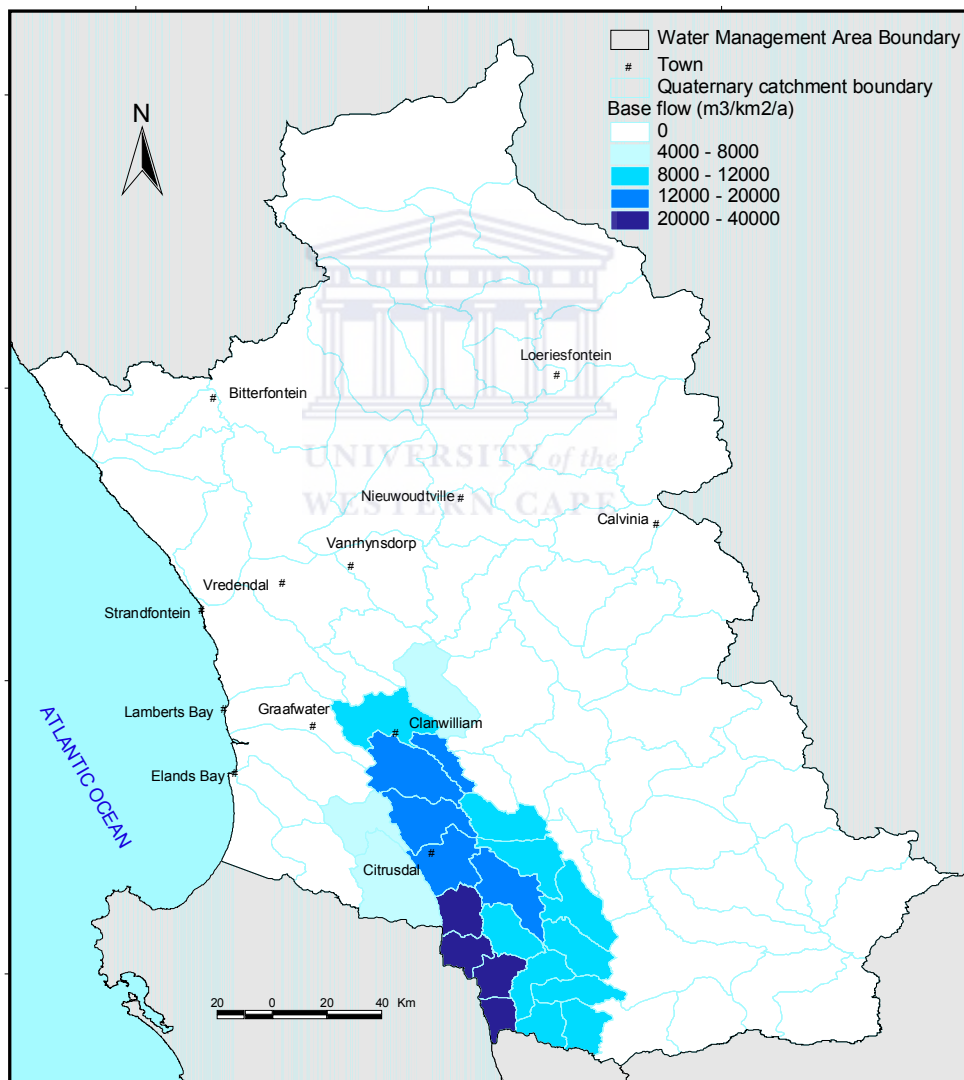 Water Management Area Boundary
# Town
Quaternary catchment boundary
Base flow (m3/km2/a)
0
4000 - 8000
8000 - 12000
12000 - 20000
20000 - 40000
N
Loeriesfontein
#
Bitterfontein
#
UNIVERSITY of the
WESTERN CAPE
Nieuwoudtville #
Calvinia #
Vanrhynsdorp
#
Vredendal #
Strandfontein #
Lamberts Bay #
Graafwater
#
Clanwilliam
#
Elands Bay #
ATLANTIC OCEAN
Citrusdal #
20 0 20 40 Km